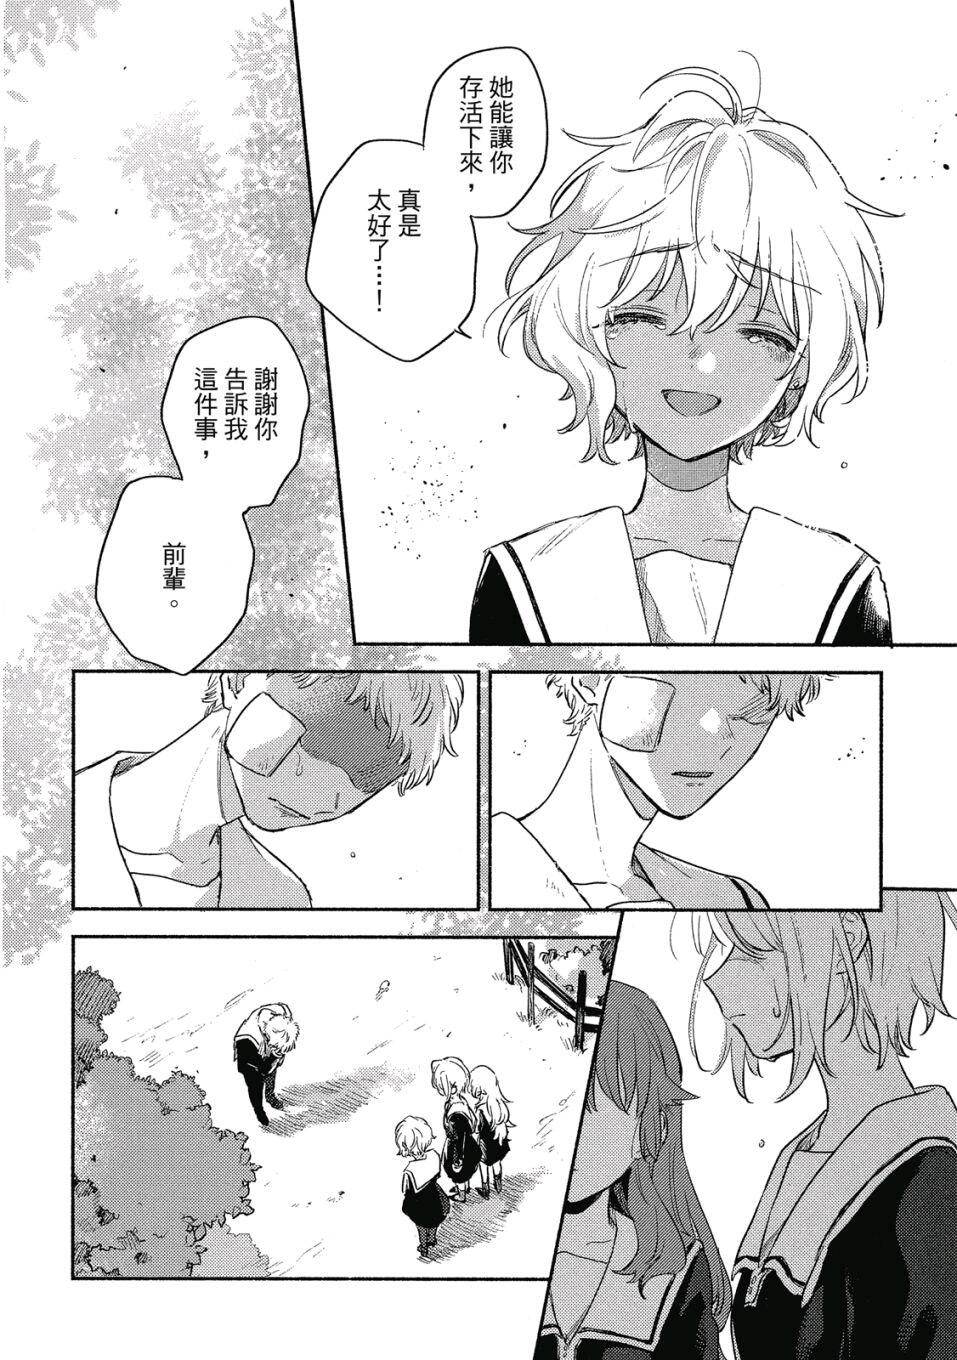 她能讓你
存活下來，
真是
太好了…！
謝謝你
告訴我
這件事，
前輩。